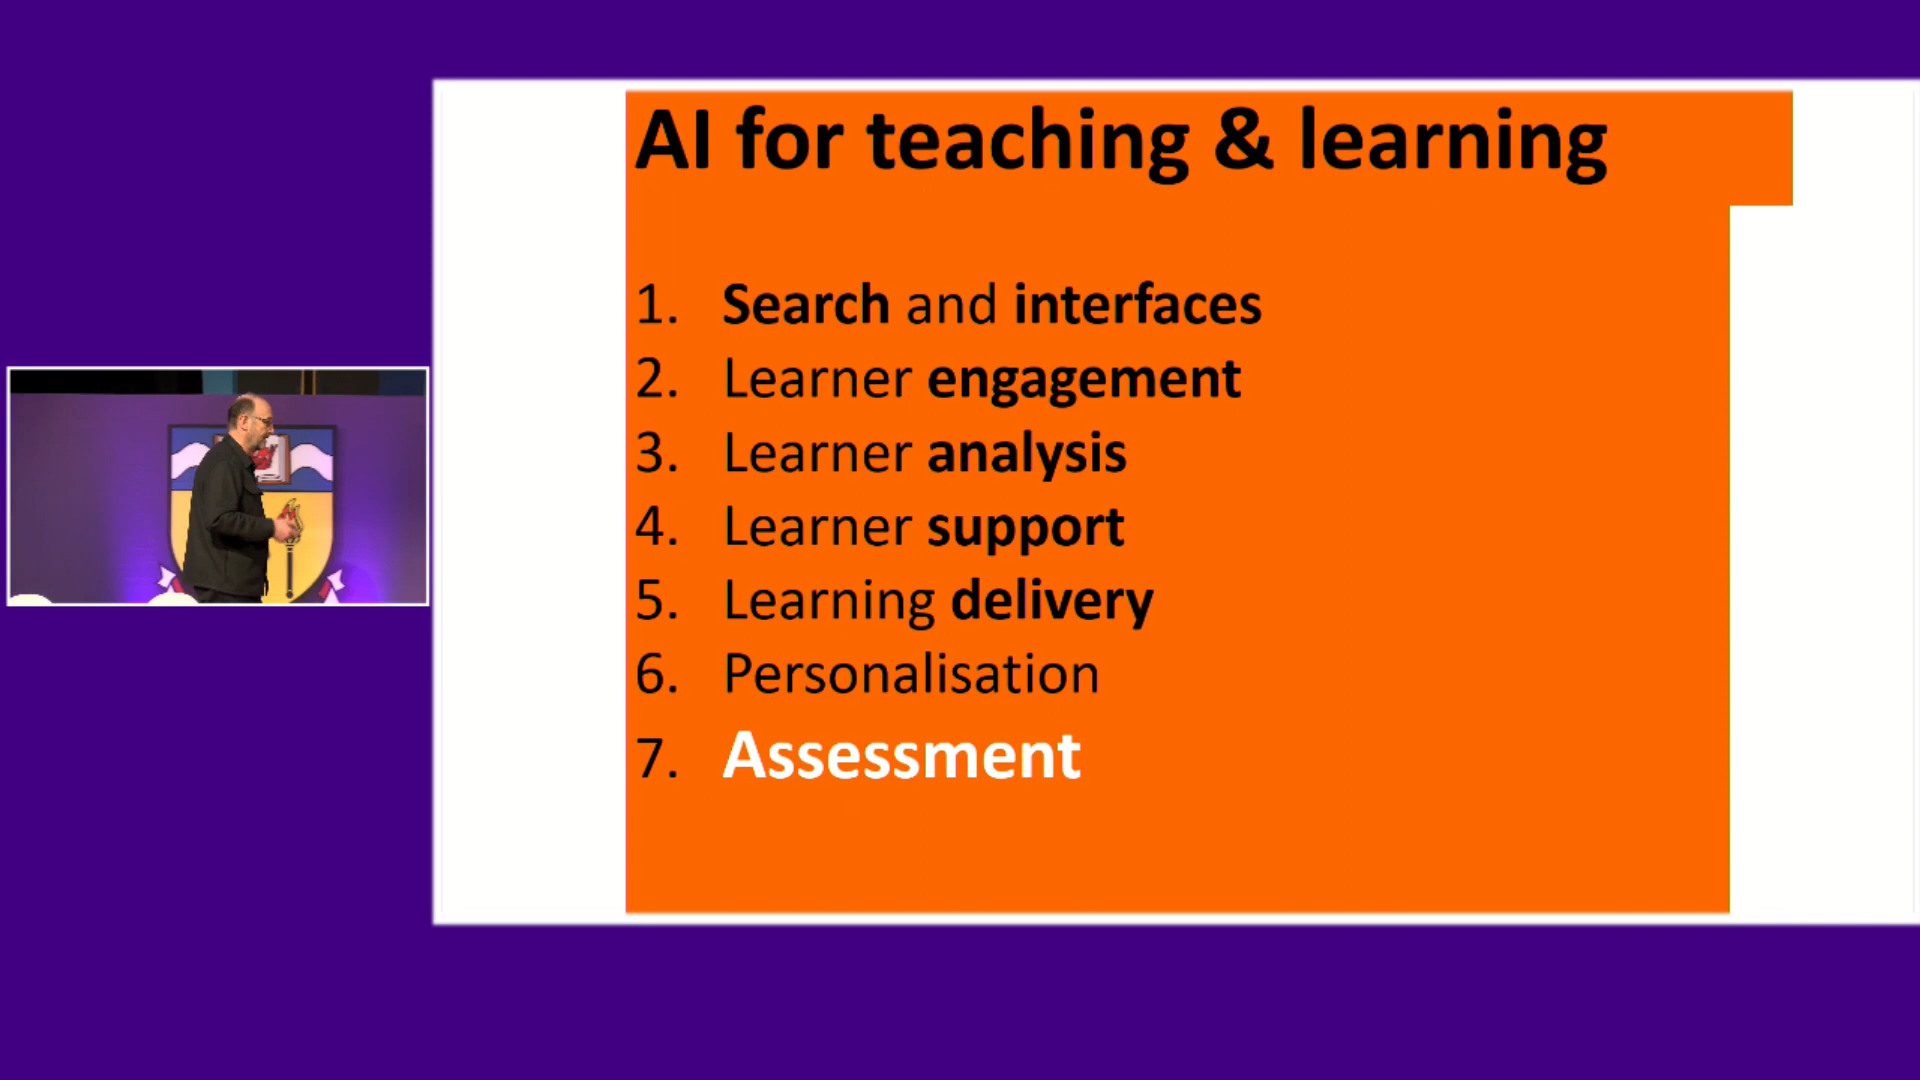 AI for teaching & learning
1. Search and interfaces
2. Learner engagement
3. Learner analysis
4. Learner support
5. Learning delivery
6. Personalisation
7. Assessment